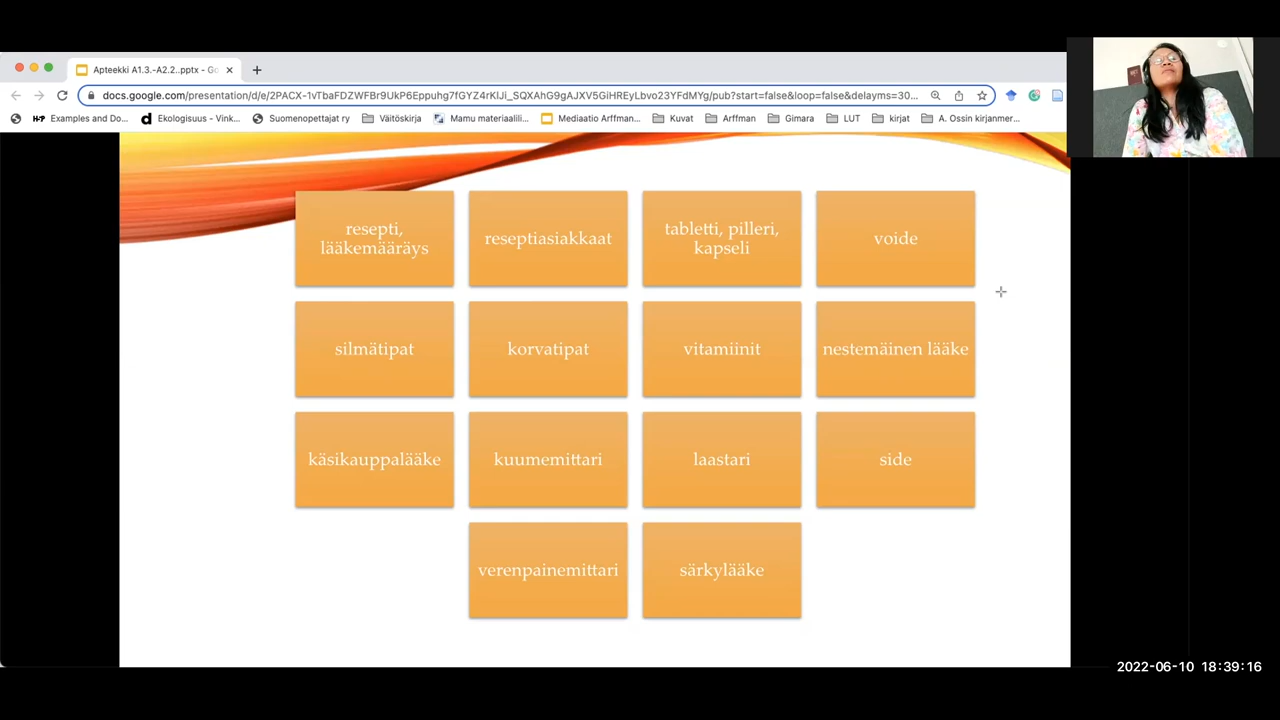 Apteekki A1.3.-A2.2..pptx - Go
docs.google.com/presentation/d/e/2PACX-1vTbaFDZWFBr9UkP6Eppuhg7fGYZ4rKIJi_SQXAhG9gAJXV5GiHREyLbvo23YFdMYg/pub?start=false&loop=false&delayms=30...
Examples and Do... Ekologisuus - Vink... Suomenopettajat ry Väitöskirja Mamu materiaalili... Mediaatio Arffman... Kuvat Arffman Gimara LUT kirjat A. Ossin kirjanmer...
resepti,
lääkemääräys
reseptiasiakkaat
tabletti, pilleri,
kapseli
voide
silmätipat
korvatipat
vitamiinit
nestemäinen lääke
käsikauppalääke
kuumemittari
laastari
side
verenpainemittari
särkylääke
2022-06-10 18:39:16